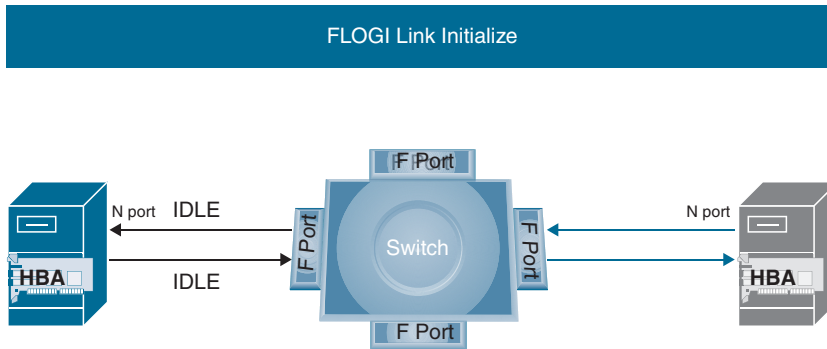 FLOGI Link Initialize
F Port
N port IDLE
N port
F Port
Switch
F Port
HBA
IDLE
HBA
F Port